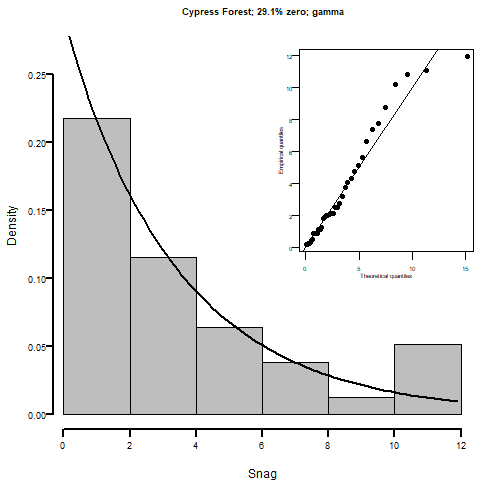 Cypress Forest; 29.1% zero; gamma
Density
0.25
0.20
0.15
0.10
0.05
0.00
0 2 4 6 8 10 12
Snag
Empirical quantiles
12
10
8
6
4
2
0
0 5 10 15
Theoretical quantiles